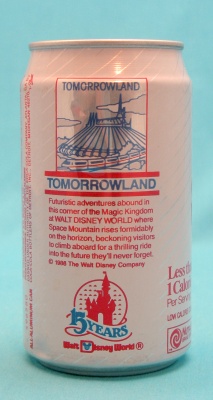 TOMORROWLAND
TOMORROWLAND
Futuristic adventures abound in
this corner of the Magic Kingdom
at WALT DISNEY WORLD where
Space Mountain rises formidably
on the horizon, beckoning visitors
to climb aboard for a thrilling ride
into the future they'll never forget.
© 1986 The Walt Disney Company
15 YEARS
Walt Disney World®
Less
1 Calo
Per Serv
LOW CALORIE